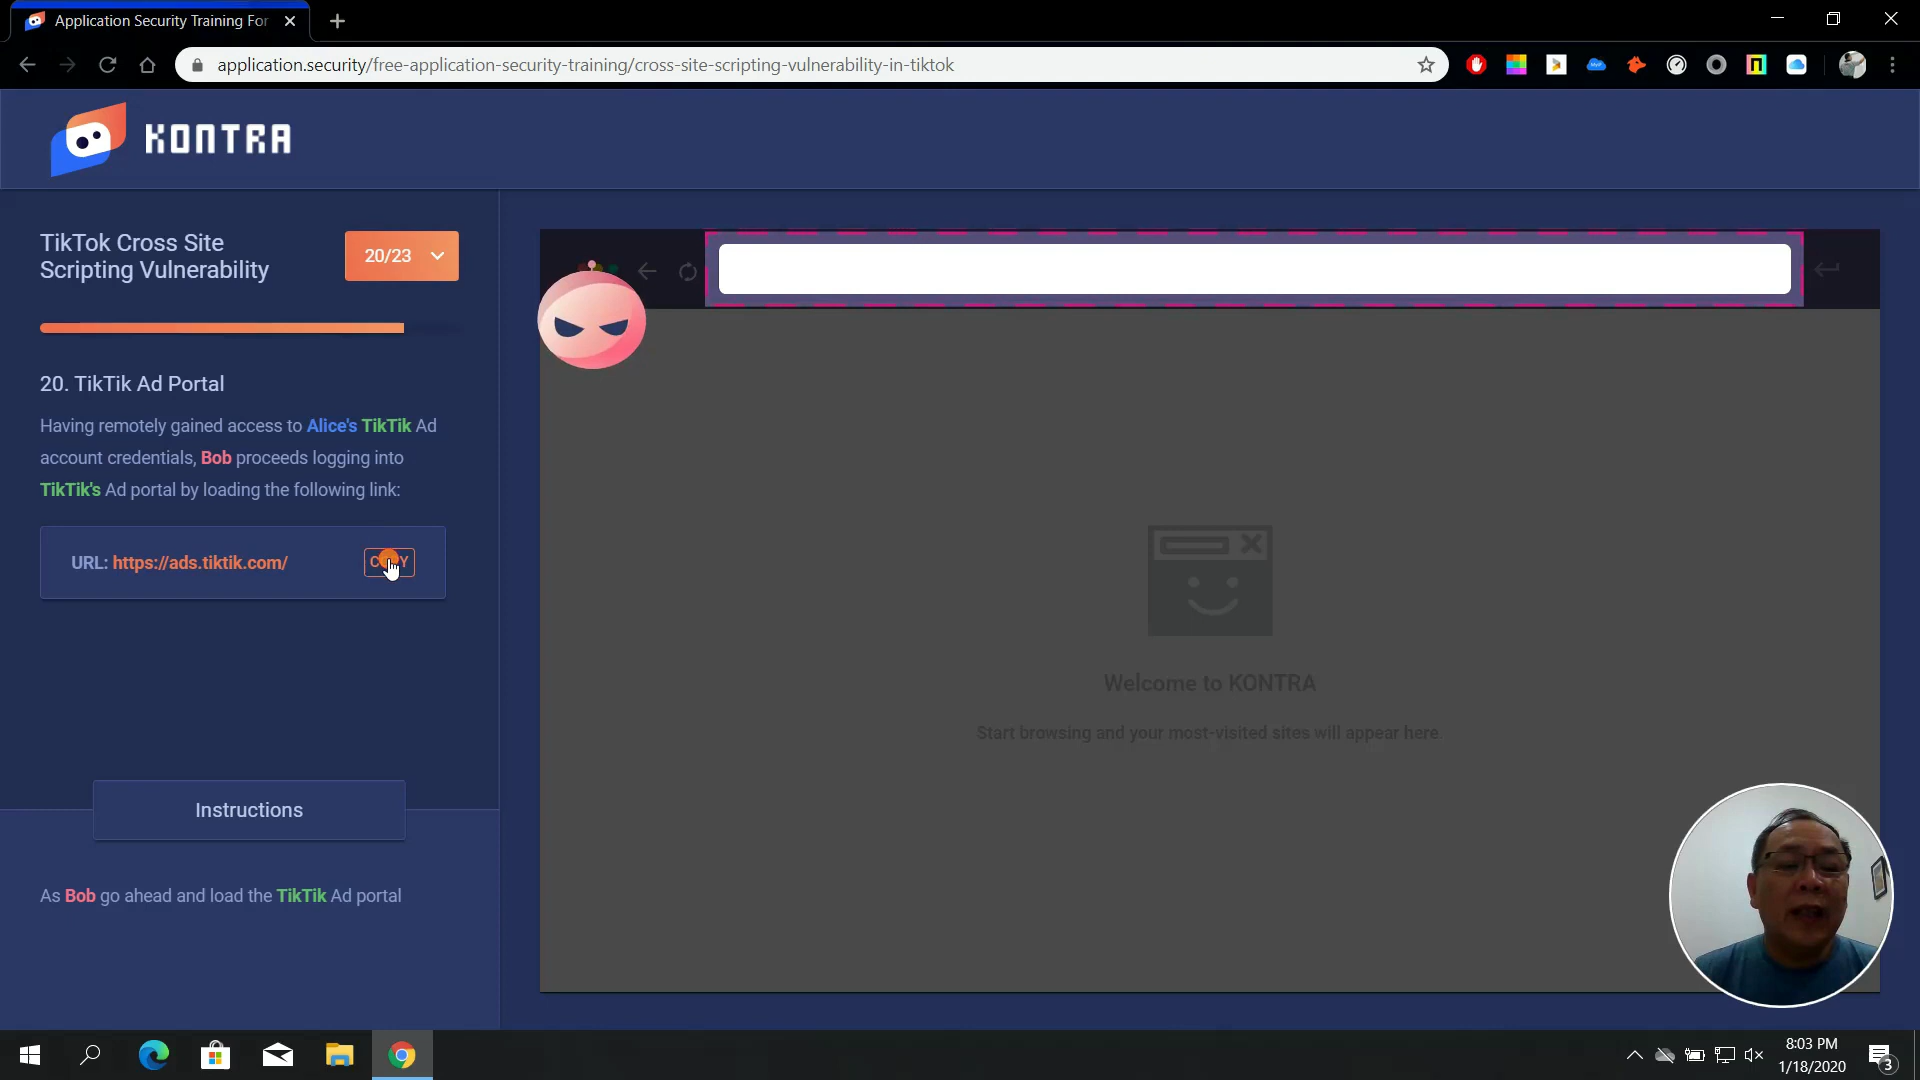 Application Security Training For
application.security/free-application-security-training/cross-site-scripting-vulnerability-in-tiktok
KONTRA
TikTok Cross Site
Scripting Vulnerability
20/23
20. TikTik Ad Portal
Having remotely gained access to Alice's TikTik Ad
account credentials, Bob proceeds logging into
TikTik's Ad portal by loading the following link:
URL: https://ads.tiktik.com/
Welcome to KONTRA
Start browsing and your most-visited sites will appear here.
Instructions
As Bob go ahead and load the TikTik Ad portal
8:03 PM
1/18/2020
3